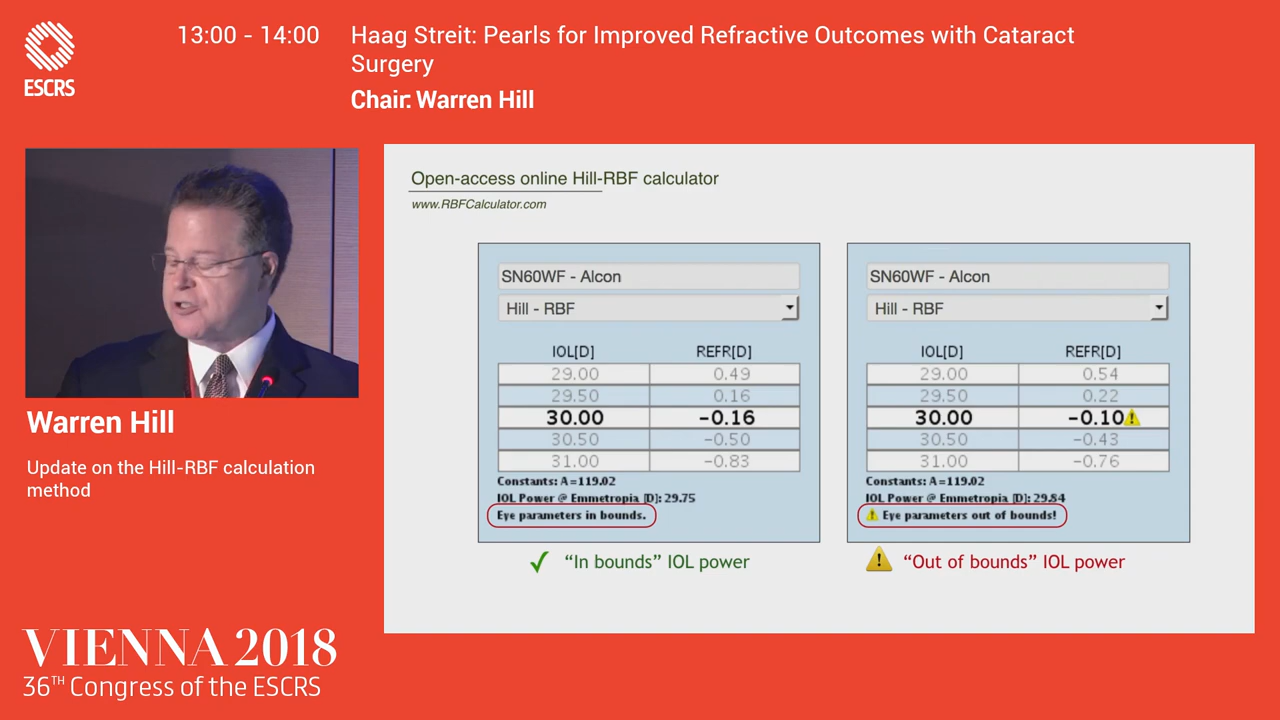 ESCRS
13:00 - 14:00
Haag Streit: Pearls for Improved Refractive Outcomes with Cataract
Surgery
Chair: Warren Hill
Warren Hill
Update on the Hill-RBF calculation
method
VIENNA 2018
36TH Congress of the ESCRS
Open-access online Hill-RBF calculator
www.RBFCalculator.com
SN60WF - Alcon
Hill - RBF
IOL[D] REFR[D]
29.00 0.49
29.50 0.16
30.00 -0.16
30.50 -0.50
31.00 -0.83
Constants: A=119.02
IOL Power @ Emmetropia [D]: 29.75
Eye parameters in bounds.
✓ “In bounds” IOL power
SN60WF - Alcon
Hill - RBF
IOL[D] REFR[D]
29.00 0.54
29.50 0.22
30.00 -0.10
30.50 -0.43
31.00 -0.76
Constants: A=119.02
IOL Power @ Emmetropia [D]: 29.84
Eye parameters out of bounds!
“Out of bounds” IOL power